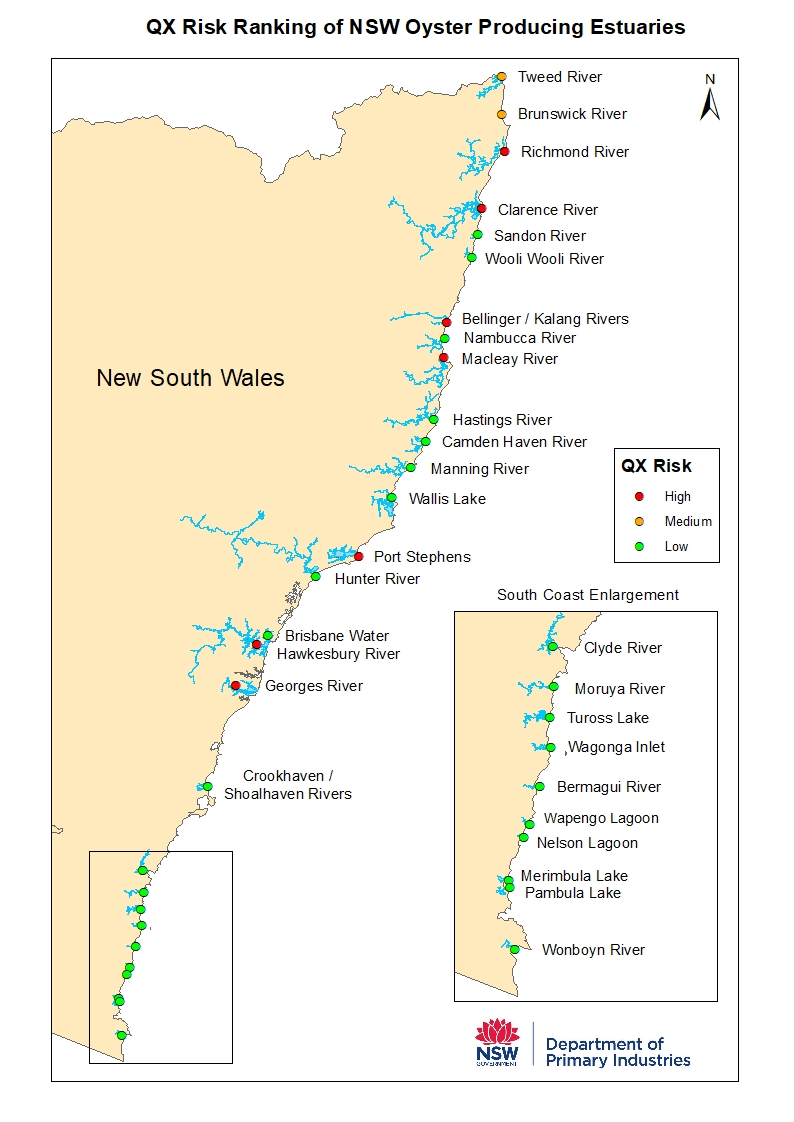 QX Risk Ranking of NSW Oyster Producing Estuaries
N
Tweed River
Brunswick River
Richmond River
Clarence River
Sandon River
Wooli Wooli River
Bellinger / Kalang Rivers
Nambucca River
Macleay River
New South Wales
Hastings River
Camden Haven River
Manning River
Wallis Lake
Port Stephens
Hunter River
Brisbane Water
Hawkesbury River
Georges River
Crookhaven /
Shoalhaven Rivers
QX Risk
High
Medium
Low
South Coast Enlargement
Clyde River
Moruya River
Tuross Lake
Wagonga Inlet
Bermagui River
Wapengo Lagoon
Nelson Lagoon
Merimbula Lake
Pambula Lake
Wonboyn River
NSW
GOVERNMENT
Department of
Primary Industries